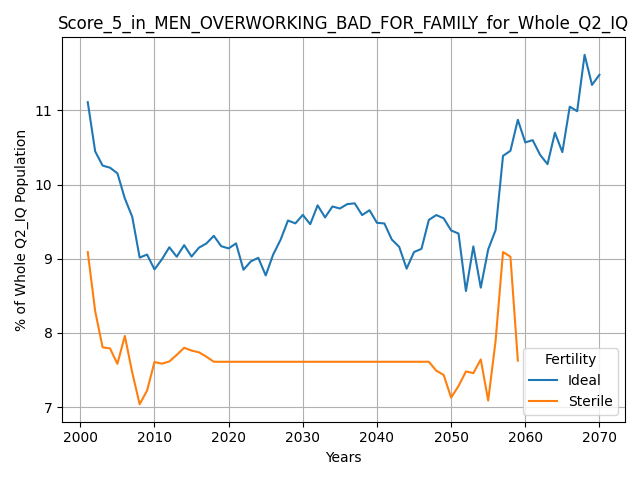 Score_5_in_MEN_OVERWORKING_BAD_FOR_FAMILY_for_Whole_Q2_IQ
% of Whole Q2_IQ Population
11
10
9
8
7
Fertility
Ideal
Sterile
2000 2010 2020 2030 2040 2050 2060 2070
Years